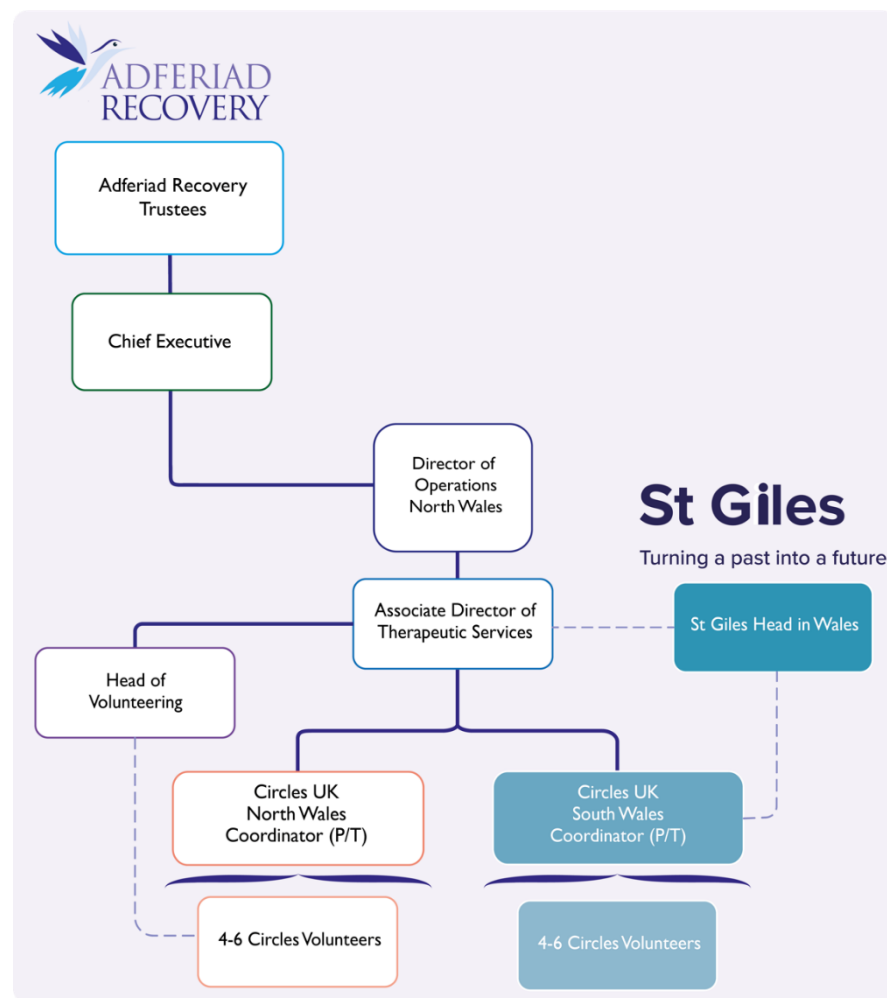 ADFERIAD
RECOVERY
Adferiad Recovery
Trustees
Chief Executive
Director of
Operations
North Wales
St Giles
Turning a past into a future
Associate Director of
Therapeutic Services
St Giles Head in Wales
Head of
Volunteering
Circles UK
North Wales
Coordinator (P/T)
Circles UK
South Wales
Coordinator (P/T)
4-6 Circles Volunteers
4-6 Circles Volunteers